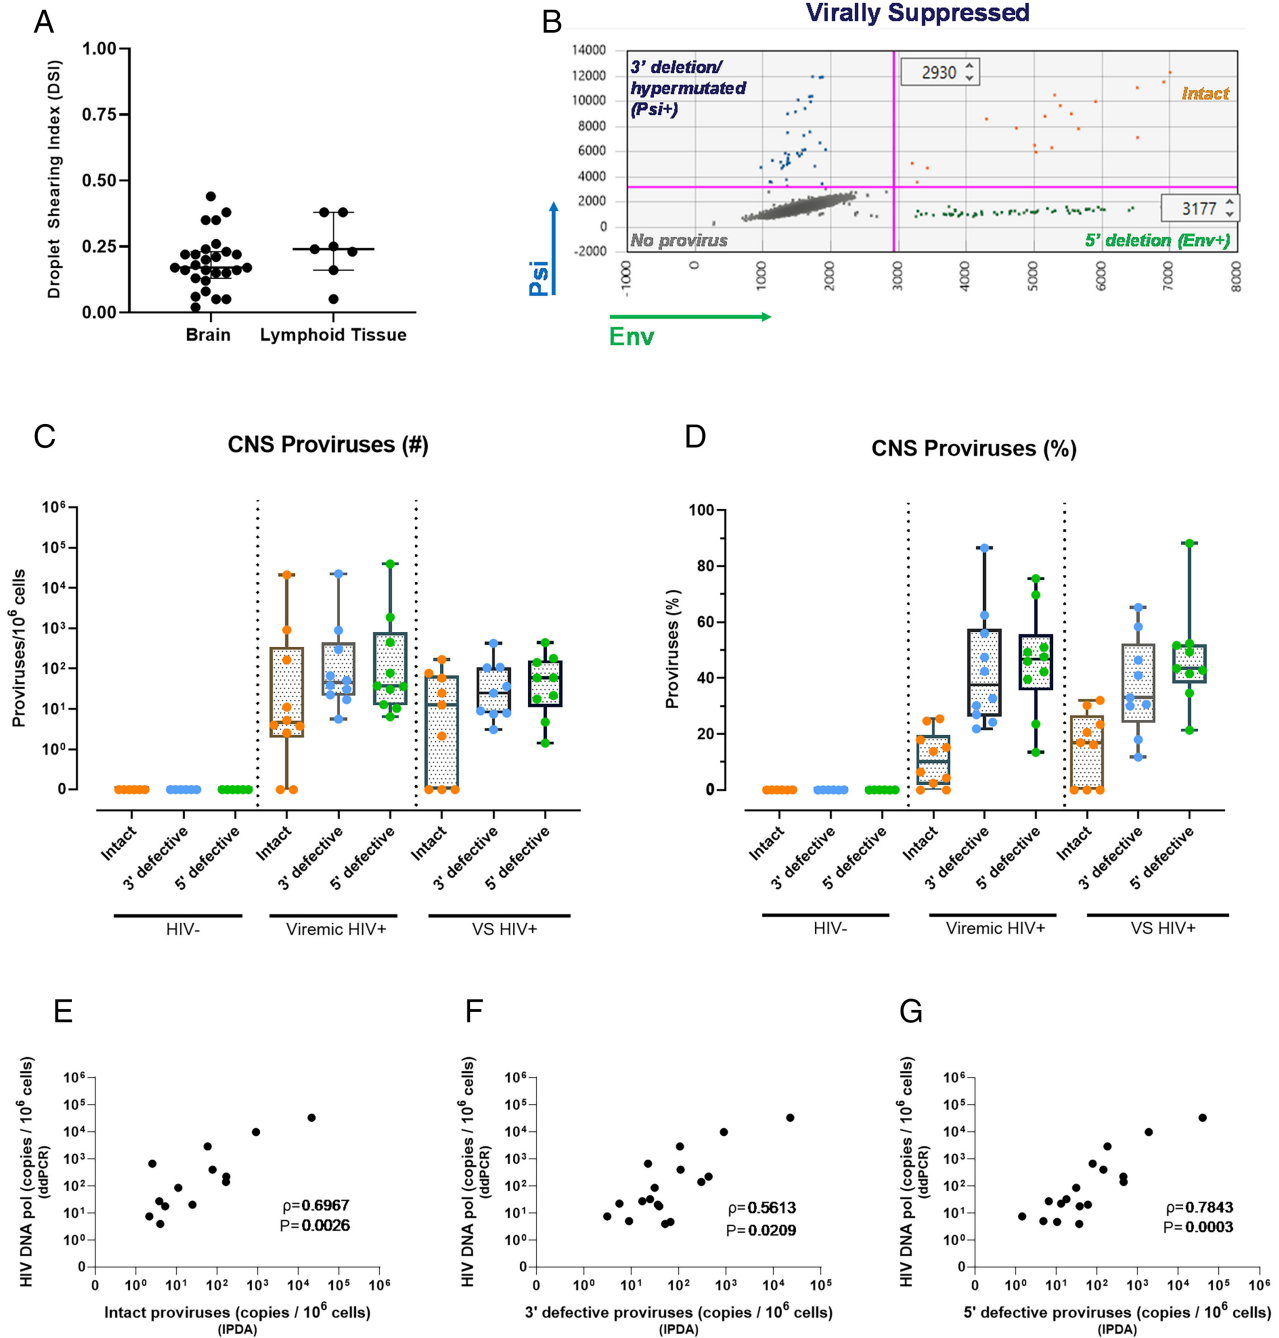 A
1.00
0.75
0.50
0.25
0.00
Droplet Shearing Index (DSI)
Brain
Lymphoid Tissue
B
Virally Suppressed
14000
12000
10000
8000
6000
4000
2000
0
-2000
3' deletion/
hypermutated
(Psi+)
2930
Intact
3177
No provirus
5' deletion (Env+)
-1000
0
1000
2000
3000
4000
5000
6000
7000
8000
Psi
Env
C
CNS Proviruses (#)
10⁶
10⁵
10⁴
10³
10²
10¹
10⁰
0
Proviruses/10⁶ cells
Intact
3' defective
5' defective
Intact
3' defective
5' defective
Intact
3' defective
5' defective
HIV-
Viremic HIV+
VS HIV+
D
CNS Proviruses (%)
100
80
60
40
20
0
Proviruses (%)
Intact
3' defective
5' defective
Intact
3' defective
5' defective
Intact
3' defective
5' defective
HIV-
Viremic HIV+
VS HIV+
E
10⁶
10⁵
10⁴
10³
10²
10¹
10⁰
0
HIV DNA pol (copies / 10⁶ cells)
(ddPCR)
ρ=0.6967
P=0.0026
0
10⁰
10¹
10²
10³
10⁴
10⁵
10⁶
Intact proviruses (copies / 10⁶ cells)
(IPDA)
F
10⁶
10⁵
10⁴
10³
10²
10¹
10⁰
0
HIV DNA pol (copies / 10⁶ cells)
(ddPCR)
ρ=0.5613
P=0.0209
0
10⁰
10¹
10²
10³
10⁴
10⁵
3' defective proviruses (copies / 10⁶ cells)
(IPDA)
G
10⁶
10⁵
10⁴
10³
10²
10¹
10⁰
0
HIV DNA pol (copies / 10⁶ cells)
(ddPCR)
ρ=0.7843
P=0.0003
0
10⁰
10¹
10²
10³
10⁴
10⁵
10⁶
5' defective proviruses (copies / 10⁶ cells)
(IPDA)